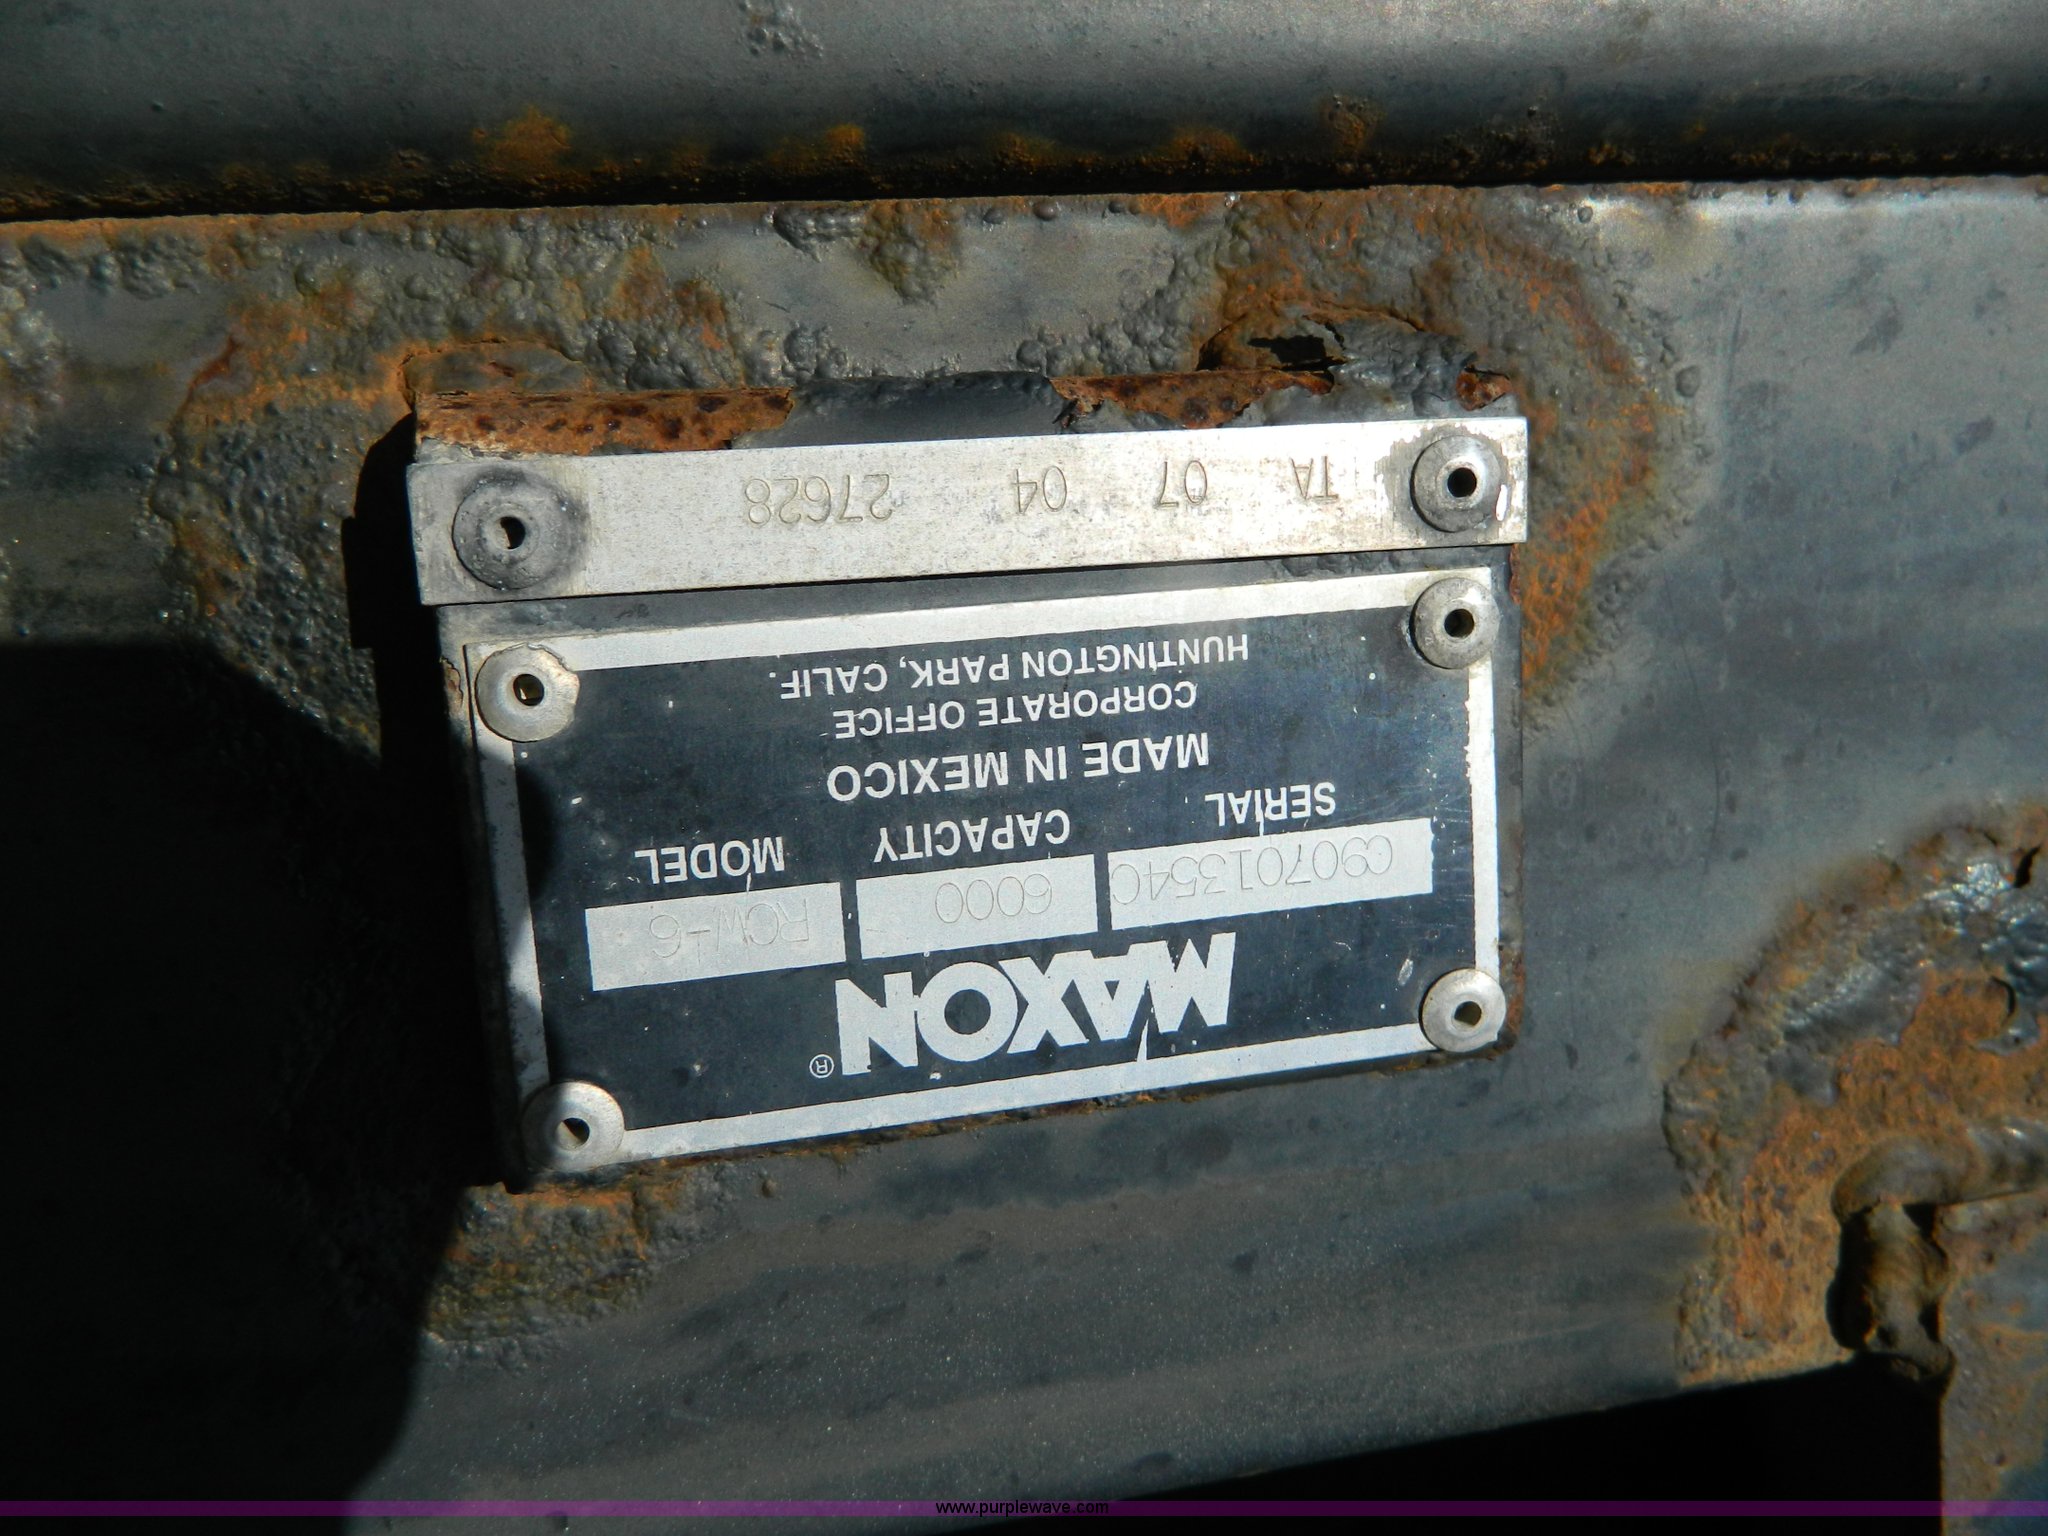 MAXON®
C90701354C 6000 RCW-6
SERIAL CAPACITY MODEL
MADE IN MEXICO
CORPORATE OFFICE
HUNTINGTON PARK, CALIF.
TA 07 04 27628
www.purplewave.com